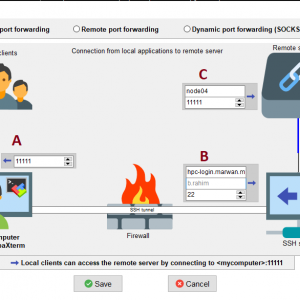 port forwarding
Remote port forwarding
Dynamic port forwarding (SOCKS
clients
Connection from local applications to remote server
Remote s
C
node04
11111
A
11111
B
hpc-login.marwan.m
b.rahim
22
SSH tunnel
Firewall
mputer
baXterm
SSH s
Local clients can access the remote server by connecting to <mycomputer>:11111
Save
Cancel